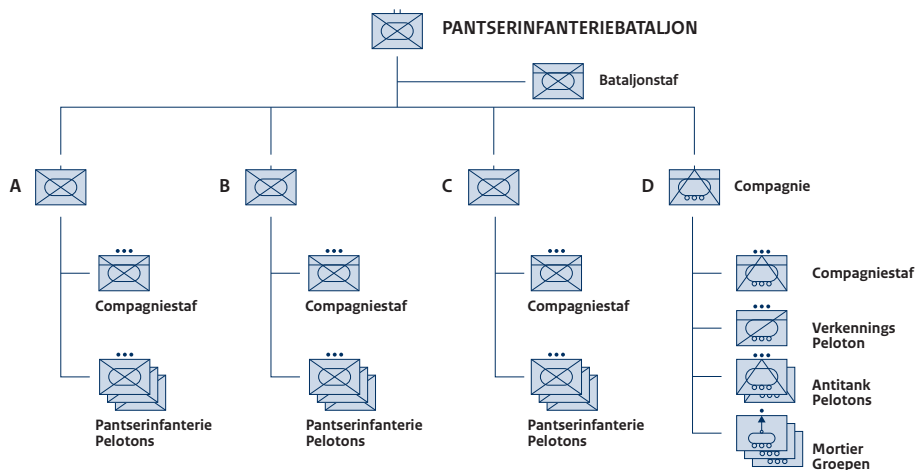 PANTSERINFANTERIEBATALJON
Bataljonstaf
A
B
C
D
Compagnie
Compagniestaf
Compagniestaf
Compagniestaf
Compagniestaf
Verkennings
Peloton
Antitank
Pelotons
Pantserinfanterie
Pelotons
Pantserinfanterie
Pelotons
Pantserinfanterie
Pelotons
Mortier
Groepen